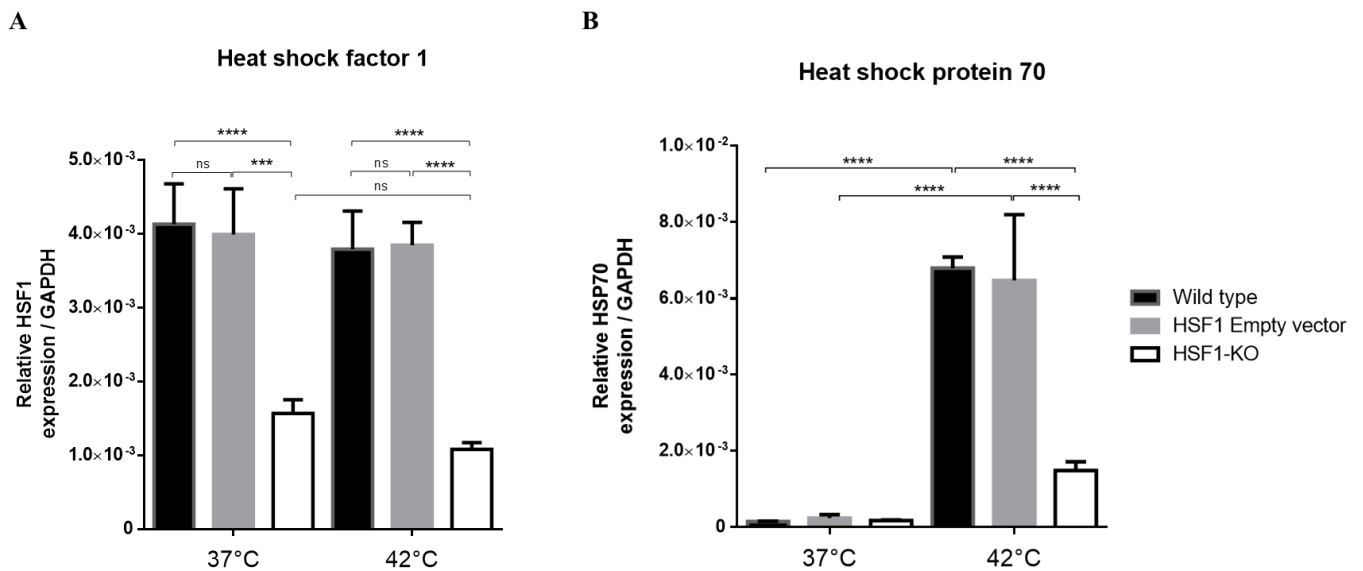 A
Heat shock factor 1
**** ****
ns *** ns ****
ns
Relative HSF1
expression / GAPDH
5.0×10⁻³
4.0×10⁻³
3.0×10⁻³
2.0×10⁻³
1.0×10⁻³
0
37°C 42°C
B
Heat shock protein 70
**** ****
**** ****
Relative HSP70
expression / GAPDH
1.0×10⁻²
8.0×10⁻³
6.0×10⁻³
4.0×10⁻³
2.0×10⁻³
0
37°C 42°C
Wild type
HSF1 Empty vector
HSF1-KO